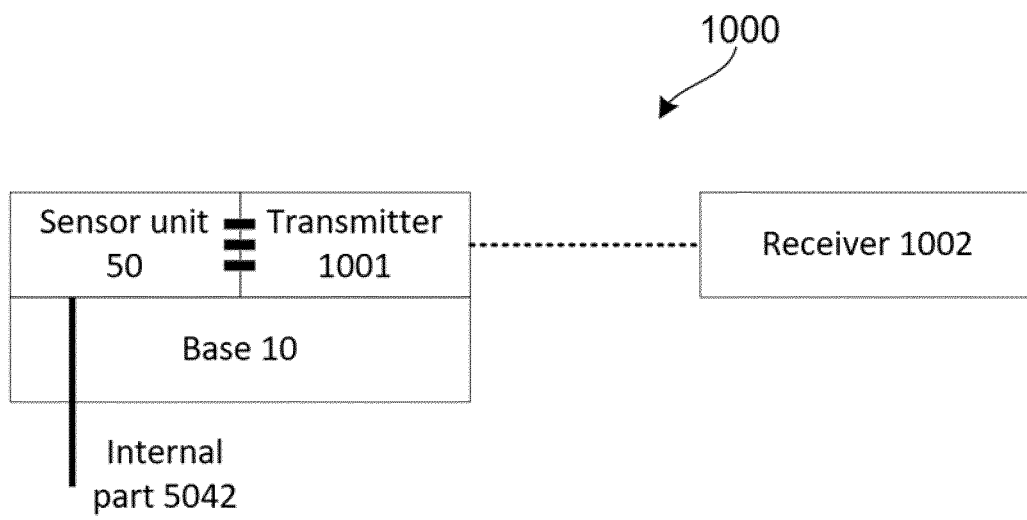 1000
Sensor unit
50
Transmitter
1001
Receiver 1002
Base 10
Internal
part 5042